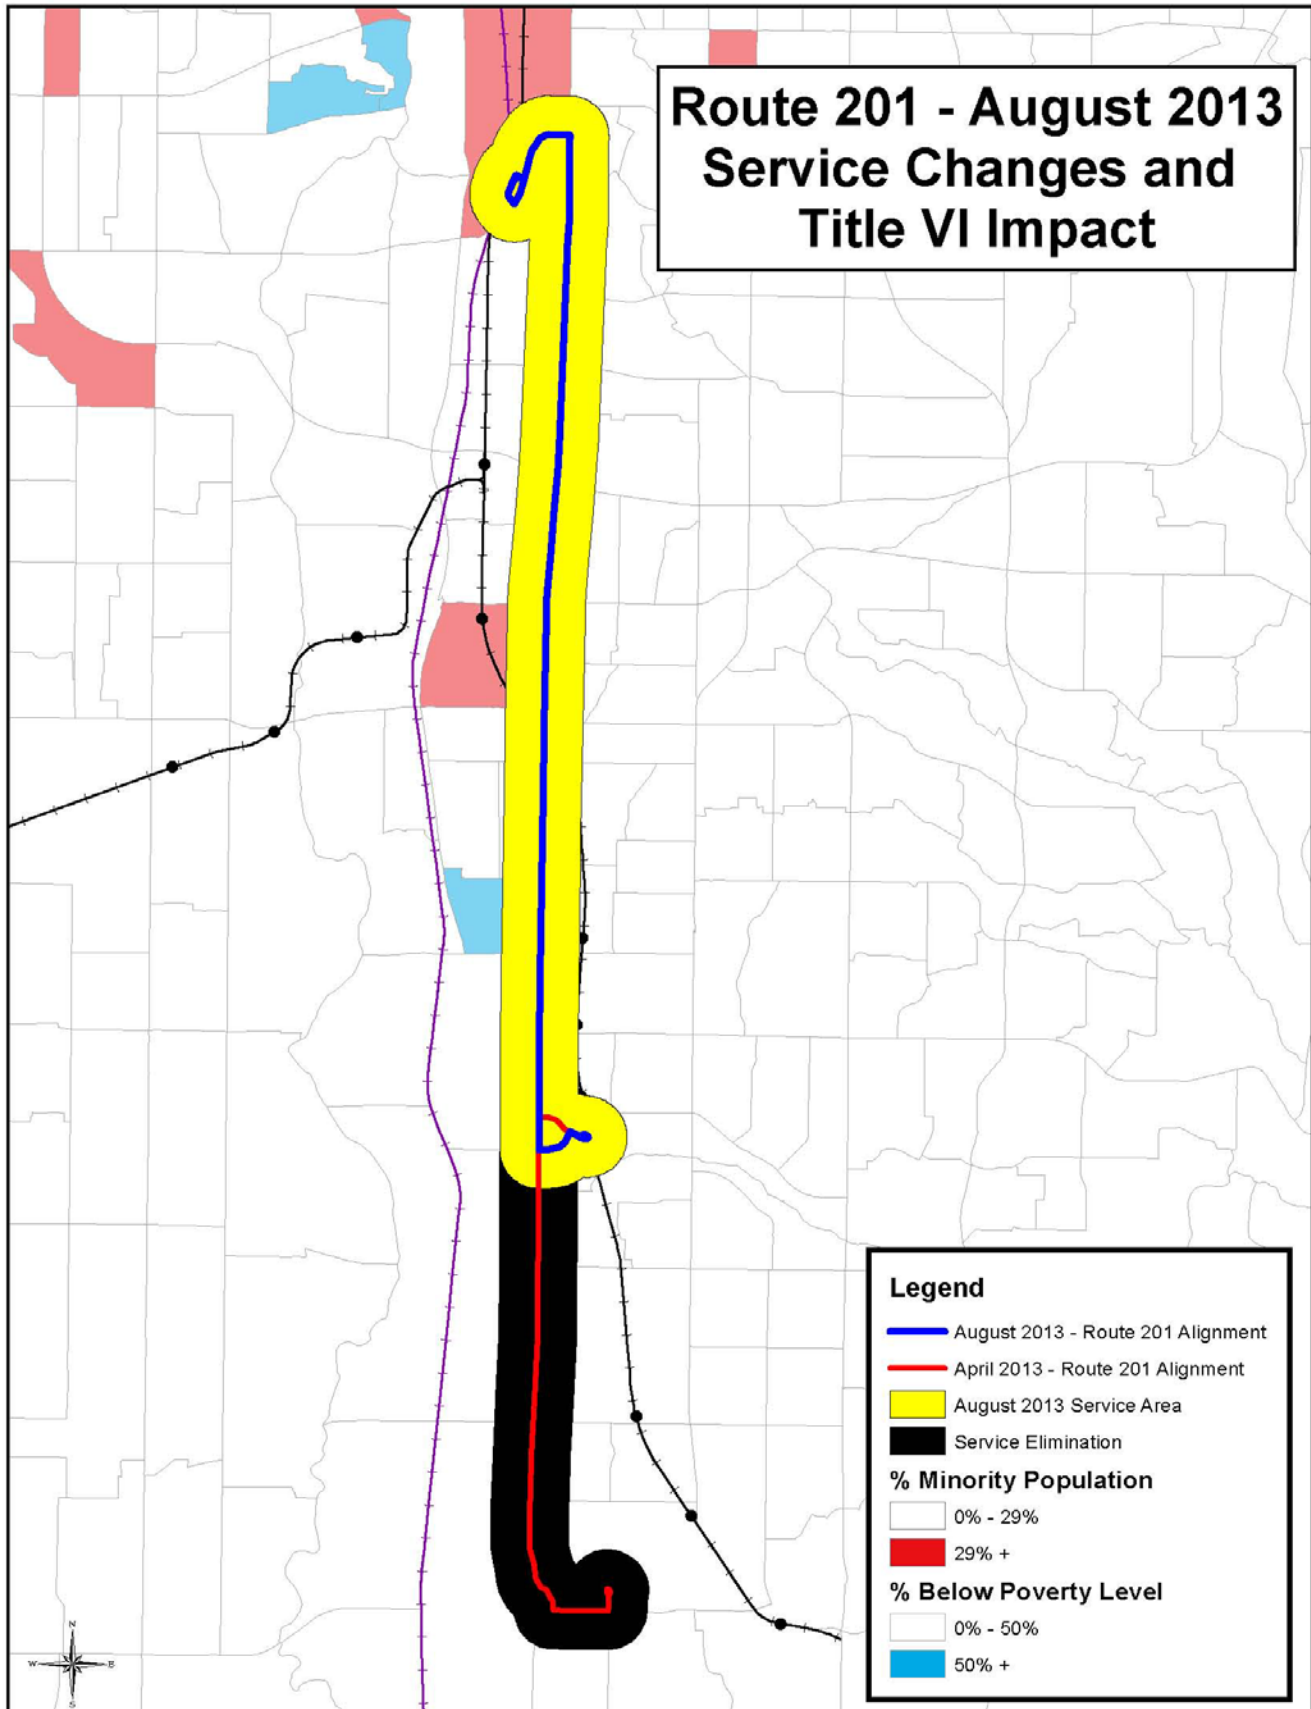 Route 201 - August 2013
Service Changes and
Title VI Impact
Legend
August 2013 - Route 201 Alignment
April 2013 - Route 201 Alignment
August 2013 Service Area
Service Elimination
% Minority Population
0% - 29%
29% +
% Below Poverty Level
0% - 50%
50% +
N
W E
S